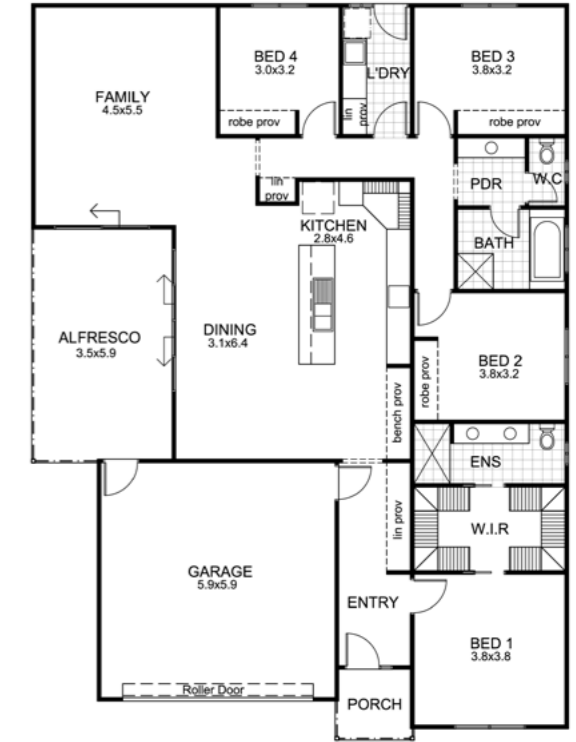 BED 4
3.0x3.2
L'DRY
BED 3
3.8x3.2
FAMILY
4.5x5.5
robe prov
lin prov
robe prov
lin
prov
PDR
W.C
KITCHEN
2.8x4.6
BATH
ALFRESCO
3.5x5.9
DINING
3.1x6.4
BED 2
3.8x3.2
robe prov
bench prov
ENS
lin prov
W.I.R
GARAGE
5.9x5.9
ENTRY
BED 1
3.8x3.8
Roller Door
PORCH